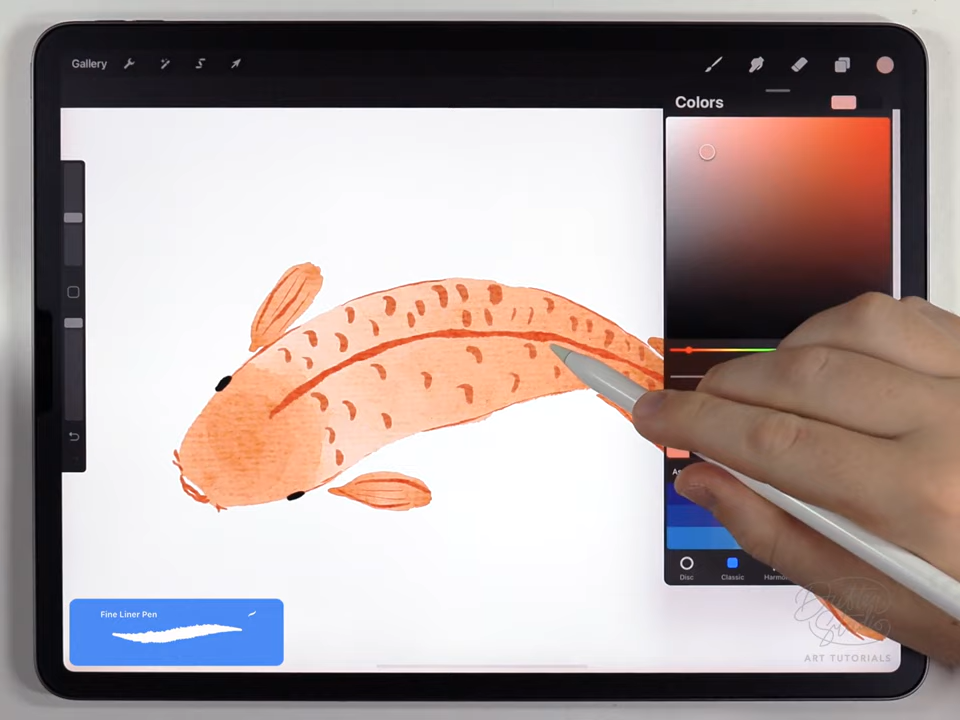 Gallery
Colors
Disc
Classic
Fine Liner Pen
ART TUTORIALS